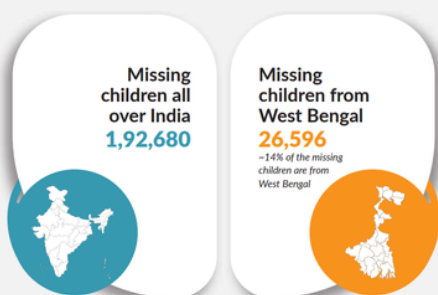 Missing
children all
over India
1,92,680
Missing
children from
West Bengal
26,596
~14% of the missing
children are from
West Bengal